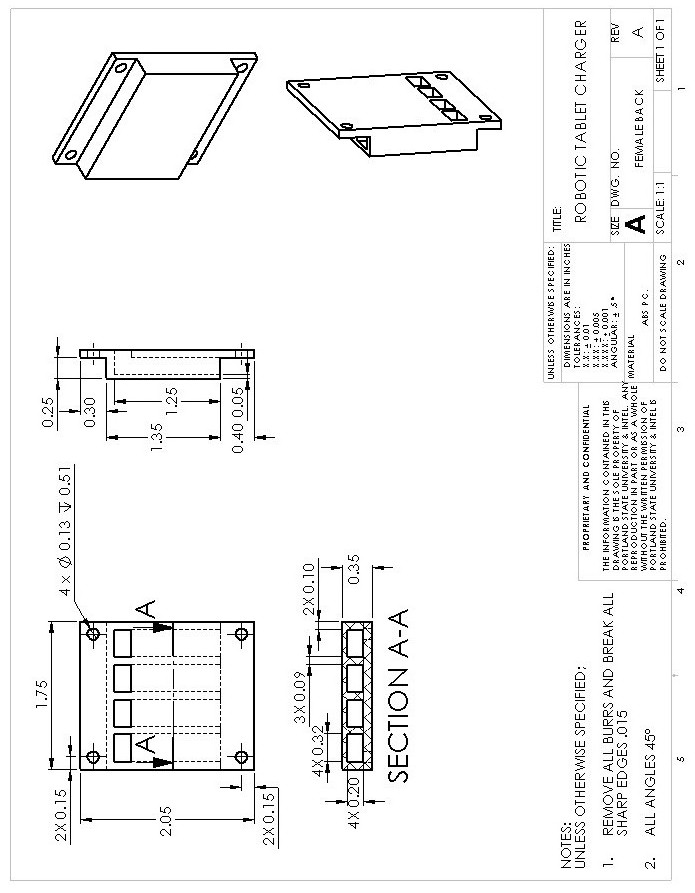 4 x Ø 0.13 ↧ 0.51
1.75
2X 0.15
2.05
2X 0.15
A
A
0.25
0.30
1.25
1.35
0.40
0.05
2X 0.10
0.35
3X 0.09
4X 0.32
4X 0.20
SECTION A-A
NOTES:
UNLESS OTHERWISE SPECIFIED;
1. REMOVE ALL BURRS AND BREAK ALL
SHARP EDGES .015
2. ALL ANGLES 45°
PROPRIETARY AND CONFIDENTIAL
THE INFORMATION CONTAINED IN THIS
DRAWING IS THE SOLE PROPERTY OF
PORTLAND STATE UNIVERSITY & INTEL. ANY
REPRODUCTION IN PART OR AS A WHOLE
WITHOUT THE WRITTEN PERMISSION OF
PORTLAND STATE UNIVERSITY & INTEL IS
PROHIBITED.
UNLESS OTHERWISE SPECIFIED:
DIMENSIONS ARE IN INCHES
TOLERANCES:
X.X: ± 0.01
X.XX: ± 0.005
X.XXX: ± 0.001
ANGULAR: ± .5°
MATERIAL
ABS P.C.
DO NOT SCALE DRAWING
TITLE:
ROBOTIC TABLET CHARGER
SIZE
A
DWG. NO.
FEMALE BACK
REV
A
SCALE: 1:1
SHEET 1 OF 1
5
4
3
2
1